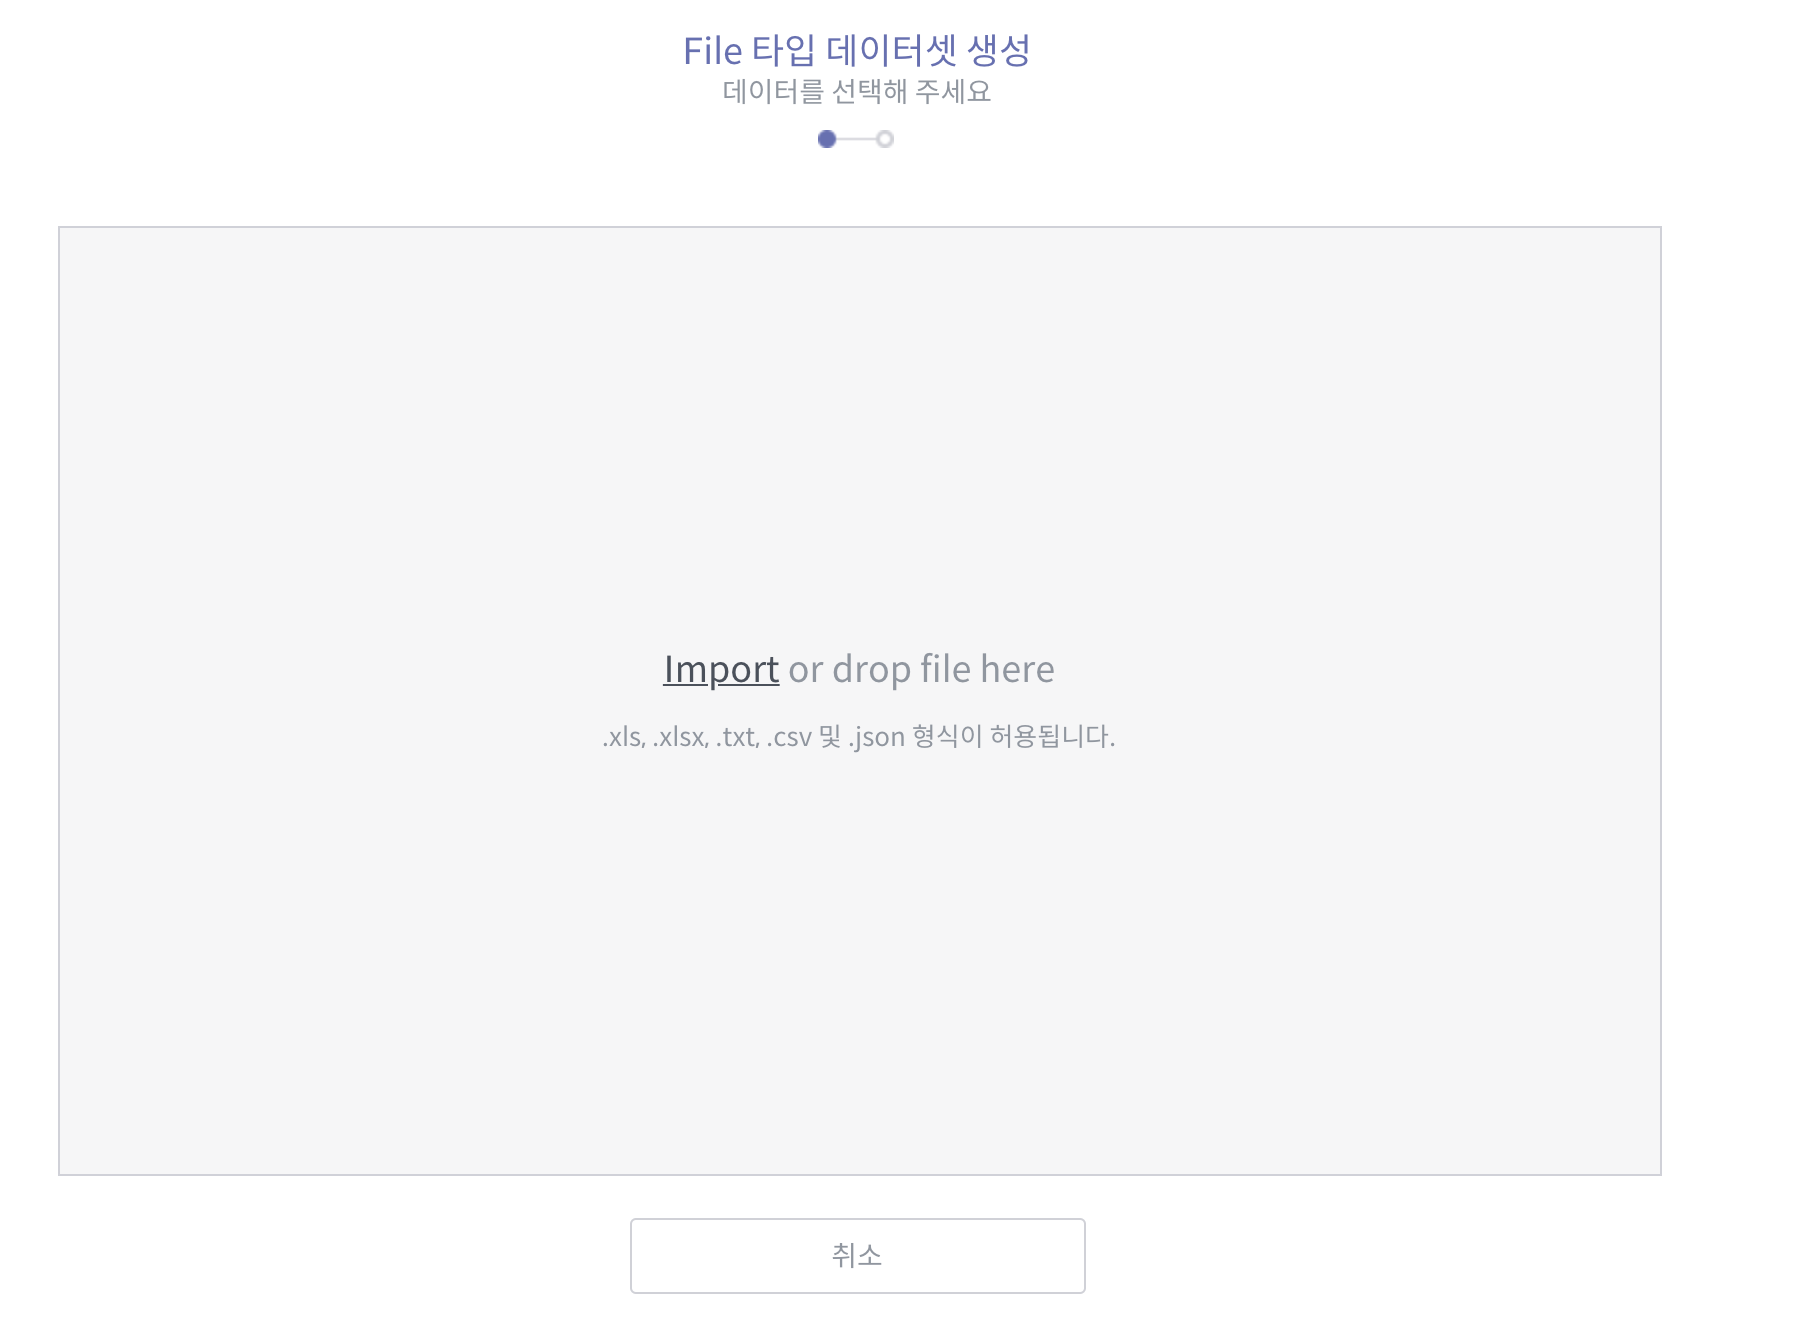 File 타입 데이터셋 생성
데이터를 선택해 주세요
Import or drop file here
.xls, .xlsx, .txt, .csv 및 .json 형식이 허용됩니다.
취소